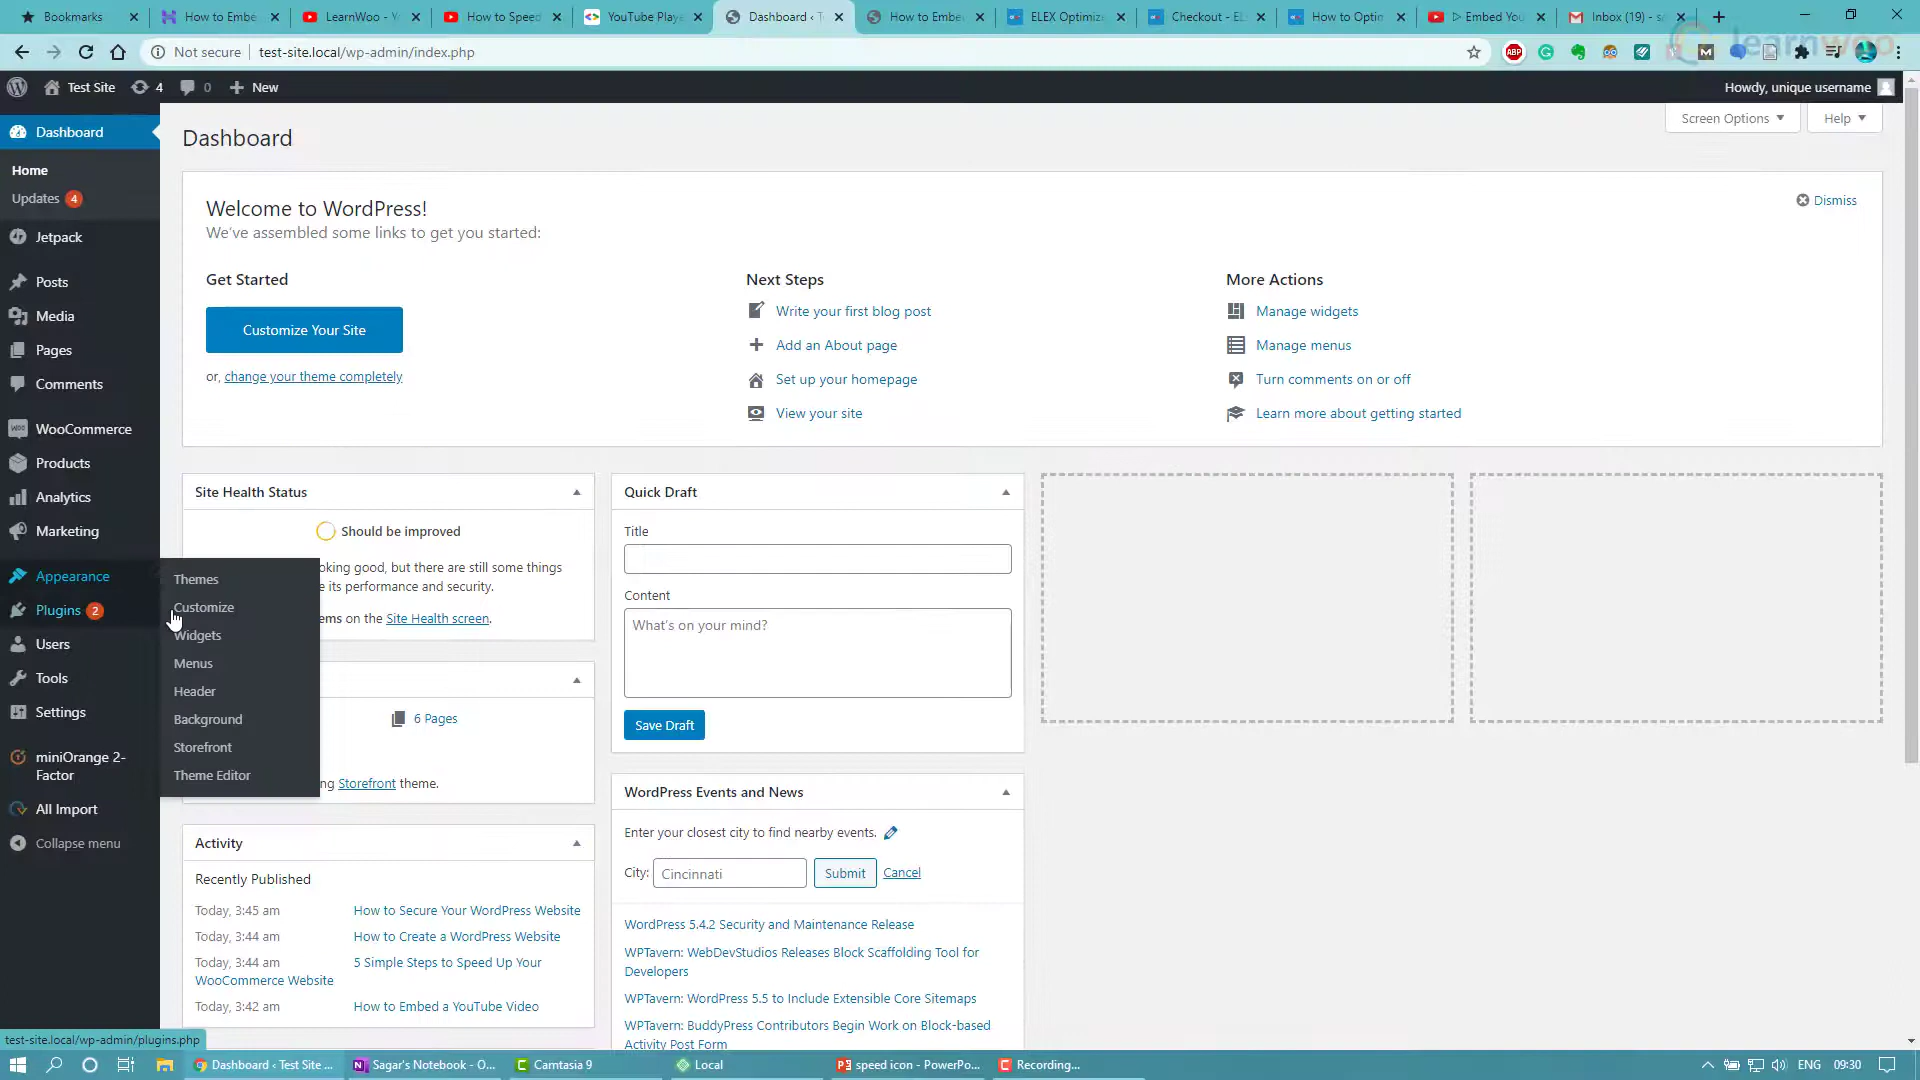 Bookmarks
How to Embe
LearnWoo - Y
How to Speed
YouTube Playe
Dashboard ‹ T
How to Embe
ELEX Optimiz
Checkout - EL
How to Optio
Embed You
Inbox (19) - s
Not secure test-site.local/wp-admin/index.php
ABP
learnwoo
Test Site 4 0 New
Howdy, unique username
Dashboard
Home
Updates 4
Jetpack
Posts
Media
Pages
Comments
WooCommerce
Products
Analytics
Marketing
Appearance
Plugins 2
Users
Tools
Settings
miniOrange 2-
Factor
All Import
Collapse menu
Themes
Customize
Widgets
Menus
Header
Background
Storefront
Theme Editor
Dashboard
Screen Options
Help
Welcome to WordPress!
We've assembled some links to get you started:
Dismiss
Get Started
Customize Your Site
or, change your theme completely
Next Steps
Write your first blog post
Add an About page
Set up your homepage
View your site
More Actions
Manage widgets
Manage menus
Turn comments on or off
Learn more about getting started
Site Health Status
Should be improved
oking good, but there are still some things
e its performance and security.
ems on the Site Health screen.
6 Pages
ng Storefront theme.
Activity
Recently Published
Today, 3:45 am How to Secure Your WordPress Website
Today, 3:44 am How to Create a WordPress Website
Today, 3:44 am 5 Simple Steps to Speed Up Your
WooCommerce Website
Today, 3:42 am How to Embed a YouTube Video
Quick Draft
Title
Content
What's on your mind?
Save Draft
WordPress Events and News
Enter your closest city to find nearby events.
City: Cincinnati Submit Cancel
WordPress 5.4.2 Security and Maintenance Release
WPTavern: WebDevStudios Releases Block Scaffolding Tool for
Developers
WPTavern: WordPress 5.5 to Include Extensible Core Sitemaps
WPTavern: BuddyPress Contributors Begin Work on Block-based
Activity Post Form
test-site.local/wp-admin/plugins.php
Dashboard ‹ Test Site ...
Sagar's Notebook - O...
Camtasia 9
Local
speed icon - PowerPo...
Recording...
ENG 09:30